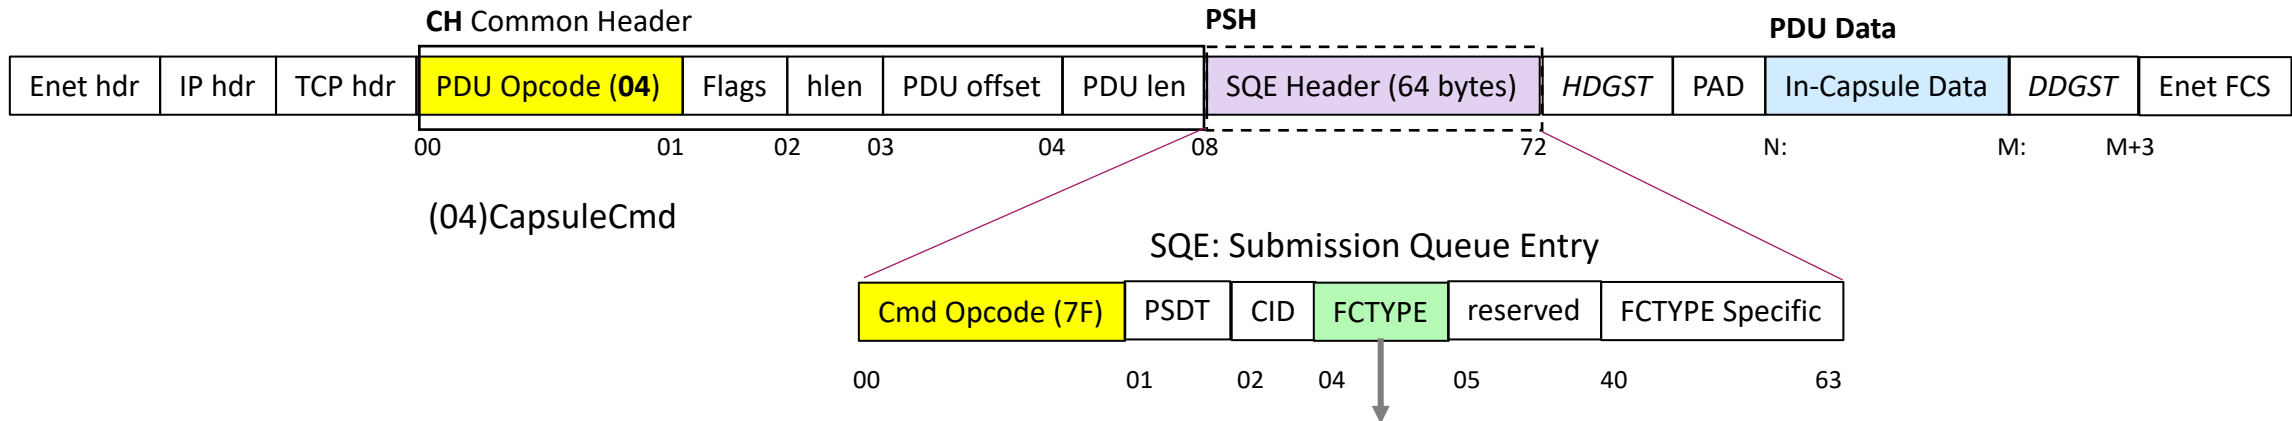 CH Common Header
PSH
PDU Data
Enet hdr IP hdr TCP hdr PDU Opcode (04) Flags hlen PDU offset PDU len SQE Header (64 bytes) HDGST PAD In-Capsule Data DDGST Enet FCS
00 01 02 03 04 08 72 N: M: M+3
(04)CapsuleCmd
SQE: Submission Queue Entry
Cmd Opcode (7F) PSDT CID FCTYPE reserved FCTYPE Specific
00 01 02 04 05 40 63